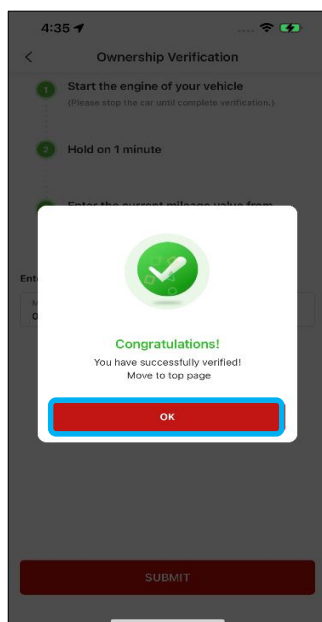 4:35
Ownership Verification
1
Start the engine of your vehicle
(Please stop the car until complete verification.)
2
Hold on 1 minute
Enter the current mileage value from
Congratulations!
You have successfully verified!
Move to top page
OK
SUBMIT